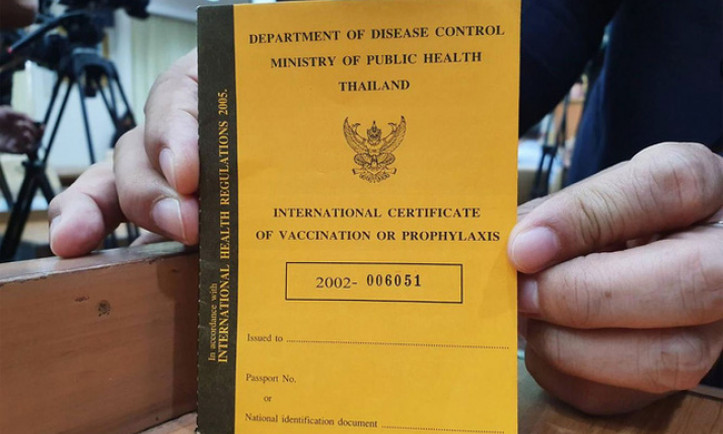 DEPARTMENT OF DISEASE CONTROL
MINISTRY OF PUBLIC HEALTH
THAILAND
In accordance with
INTERNATIONAL HEALTH REGULATIONS 2005.
INTERNATIONAL CERTIFICATE
OF VACCINATION OR PROPHYLAXIS
2002- 006051
Issued to
Passport No.
or
National identification document